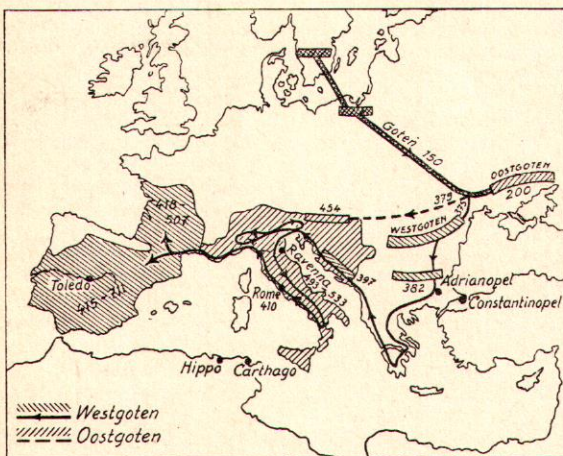 Goten 150
OOSTGOTEN
200
375
WESTGOTEN
454
418-
507
382
Adrianopel
Constantinopel
397
Ravenna
493-533
Rome
410
Toledo
415-711
Hippo
Carthago
Westgoten
Oostgoten